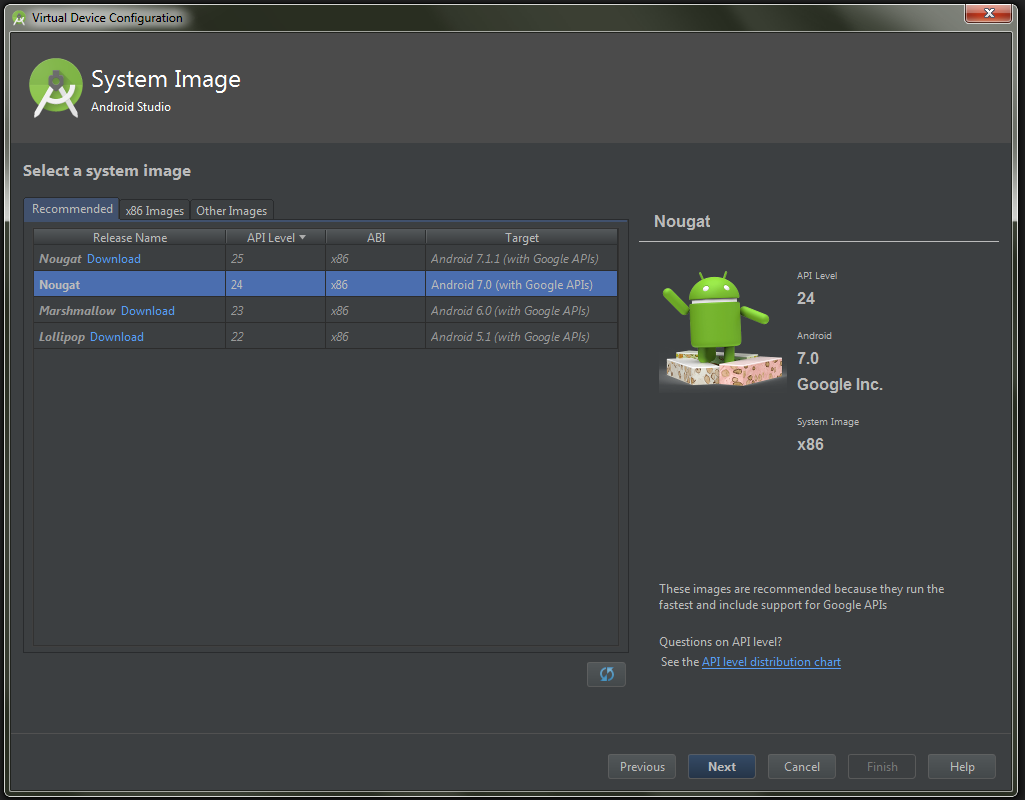 Virtual Device Configuration
System Image
Android Studio
Select a system image
Recommended x86 Images Other Images
Release Name API Level ABI Target
Nougat Download 25 x86 Android 7.1.1 (with Google APIs)
Nougat 24 x86 Android 7.0 (with Google APIs)
Marshmallow Download 23 x86 Android 6.0 (with Google APIs)
Lollipop Download 22 x86 Android 5.1 (with Google APIs)
Nougat
API Level
24
Android
7.0
Google Inc.
System Image
x86
These images are recommended because they run the
fastest and include support for Google APIs
Questions on API level?
See the API level distribution chart
Previous Next Cancel Finish Help